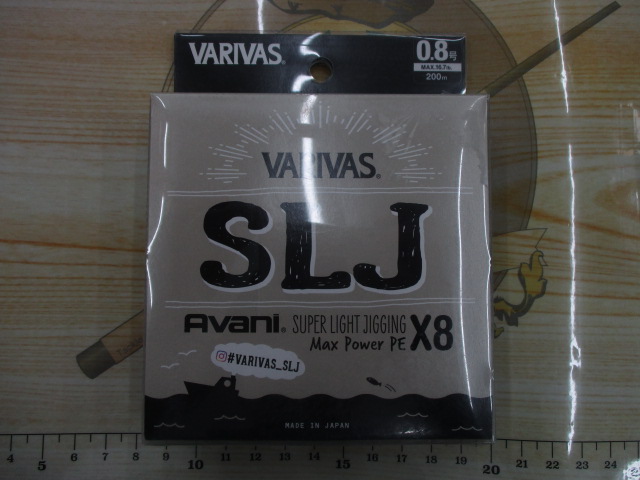 VARIVAS®
0.8号
MAX.16.7lb.
200m
VARIVAS®
SLJ
Avani® SUPER LIGHT JIGGING
Max Power PE X8
#VARIVAS_SLJ
MADE IN JAPAN
4 5 6 7 8 9 10 11 12 13 14 15 16 17 18 19 20 21 22 23 24